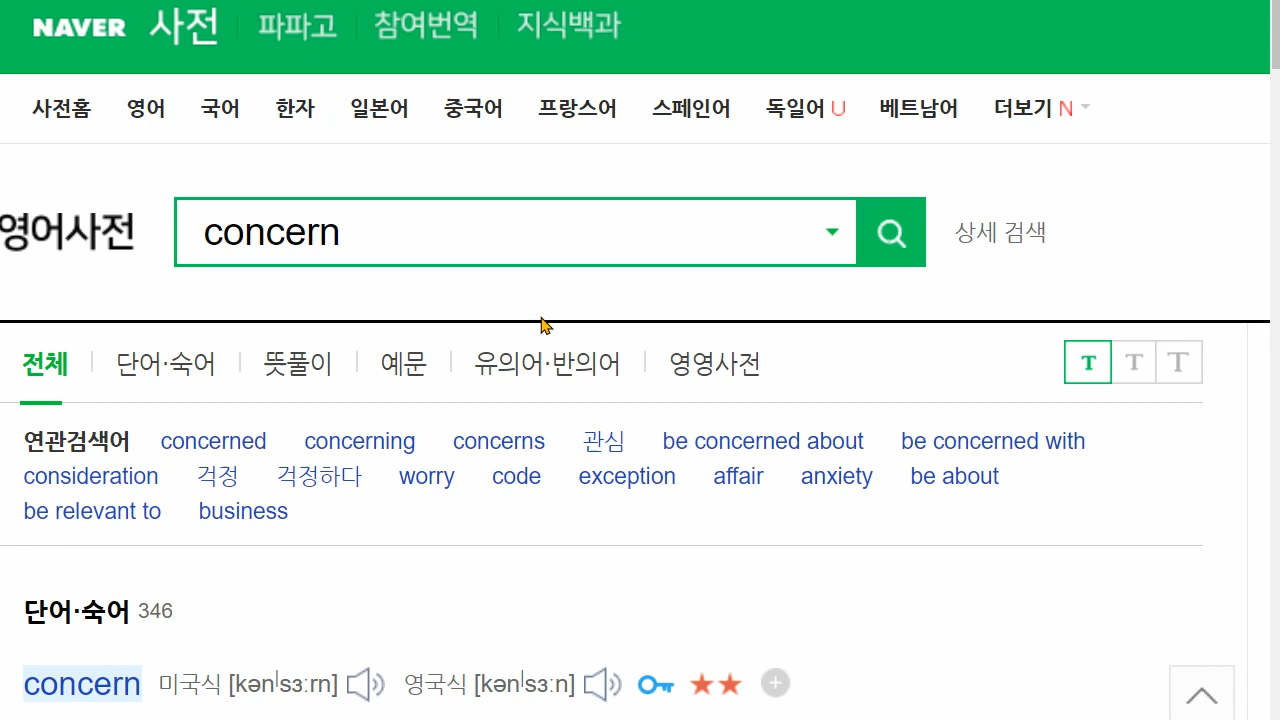 NAVER 사전 파파고 참여번역 지식백과
사전홈 영어 국어 한자 일본어 중국어 프랑스어 스페인어 독일어 U 베트남어 더보기 N
영어사전 concern 상세 검색
전체 단어·숙어 뜻풀이 예문 유의어·반의어 영영사전 T T T
연관검색어 concerned concerning concerns 관심 be concerned about be concerned with
consideration 걱정 걱정하다 worry code exception affair anxiety be about
be relevant to business
단어·숙어 346
concern 미국식 [kənˈsɜːrn] 영국식 [kənˈsɜːn]